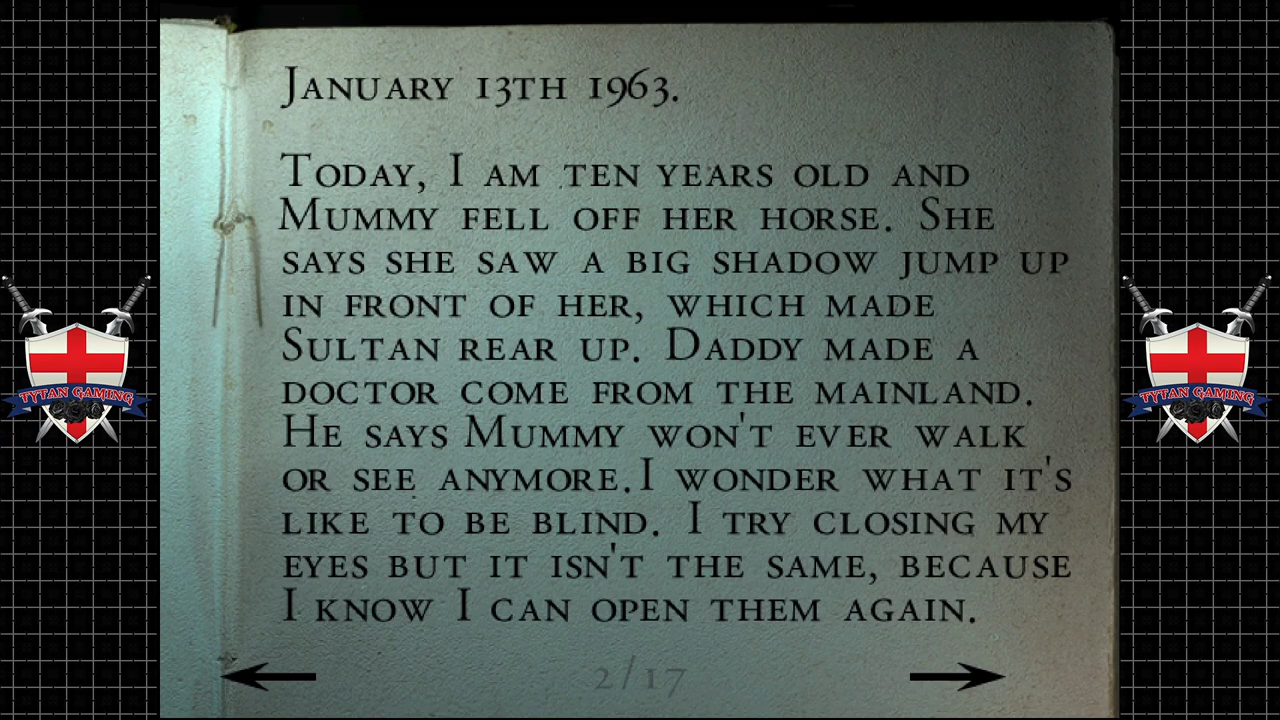 January 13th 1963.
Today, I am ten years old and
Mummy fell off her horse. She
says she saw a big shadow jump up
in front of her, which made
Sultan rear up. Daddy made a
doctor come from the mainland.
He says Mummy won't ever walk
or see anymore. I wonder what it's
like to be blind. I try closing my
eyes but it isn't the same, because
I know I can open them again.
2/17
TYTAN GAMING
TYTAN GAMING